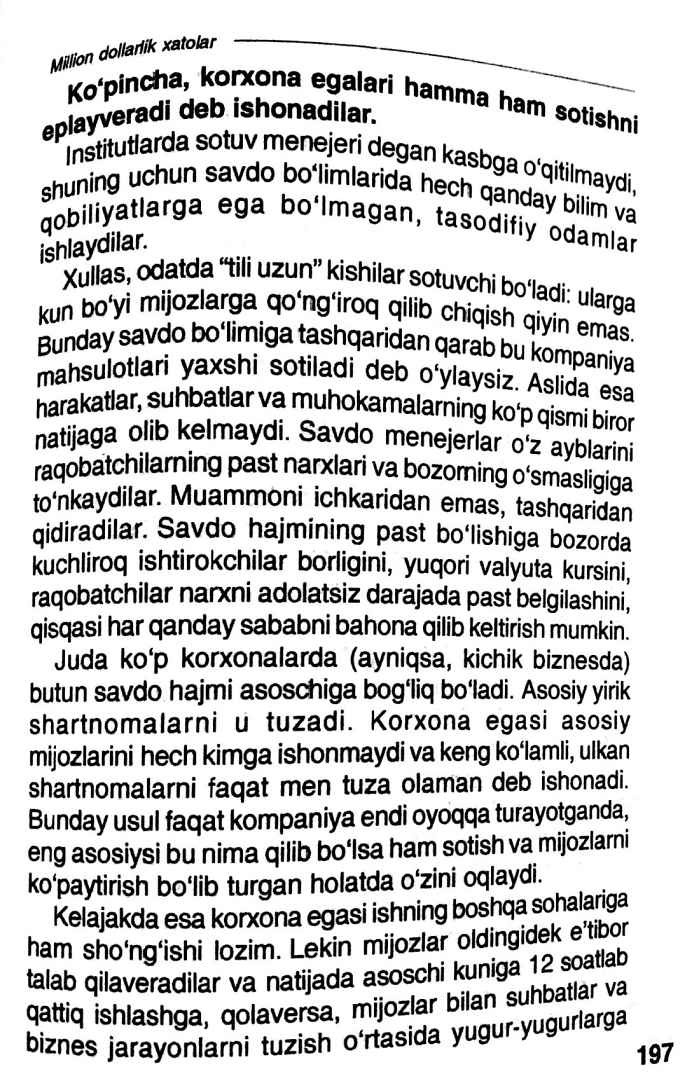 Million dollarlik xatolar
Ko‘pincha, korxona egalari hamma ham sotishni
eplayveradi deb ishonadilar.
Institutlarda sotuv menejeri degan kasbga o‘qitilmaydi,
shuning uchun savdo bo‘limlarida hech qanday bilim va
qobiliyatlarga ega bo‘lmagan, tasodifiy odamlar
ishlaydilar.
Xullas, odatda “tili uzun” kishilar sotuvchi bo‘ladi: ularga
kun bo‘yi mijozlarga qo‘ng‘iroq qilib chiqish qiyin emas.
Bunday savdo bo‘limiga tashqaridan qarab bu kompaniya
mahsulotlari yaxshi sotiladi deb o‘ylaysiz. Aslida esa
harakatlar, suhbatlar va muhokamalarning ko‘p qismi biror
natijaga olib kelmaydi. Savdo menejerlar o‘z ayblarini
raqobatchilarning past narxlari va bozorning o‘smasligiga
to‘nkaydilar. Muammoni ichkaridan emas, tashqaridan
qidiradilar. Savdo hajmining past bo‘lishiga bozorda
kuchliroq ishtirokchilar borligini, yuqori valyuta kursini,
raqobatchilar narxni adolatsiz darajada past belgilashini,
qisqasi har qanday sababni bahona qilib keltirish mumkin.
Juda ko‘p korxonalarda (ayniqsa, kichik biznesda)
butun savdo hajmi asoschiga bog‘liq bo‘ladi. Asosiy yirik
shartnomalarni u tuzadi. Korxona egasi asosiy
mijozlarini hech kimga ishonmaydi va keng ko‘lamli, ulkan
shartnomalarni faqat men tuza olaman deb ishonadi.
Bunday usul faqat kompaniya endi oyoqqa turayotganda,
eng asosiysi bu nima qilib bo‘lsa ham sotish va mijozlarni
ko‘paytirish bo‘lib turgan holatda o‘zini oqlaydi.
Kelajakda esa korxona egasi ishning boshqa sohalariga
ham sho‘ng‘ishi lozim. Lekin mijozlar oldingidek e’tibor
talab qilaveradilar va natijada asoschi kuniga 12 soatlab
qattiq ishlashga, qolaversa, mijozlar bilan suhbatlar va
biznes jarayonlarni tuzish o‘rtasida yugur-yugurlarga
197